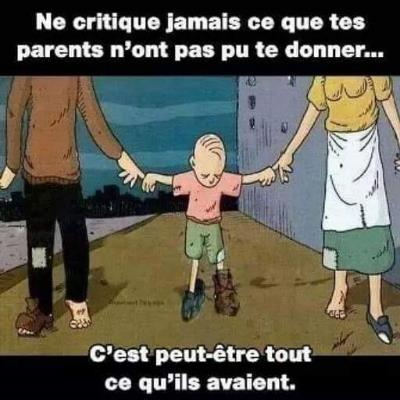 Ne critique jamais ce que tes
parents n'ont pas pu te donner...
C'est peut-être tout
ce qu'ils avaient.